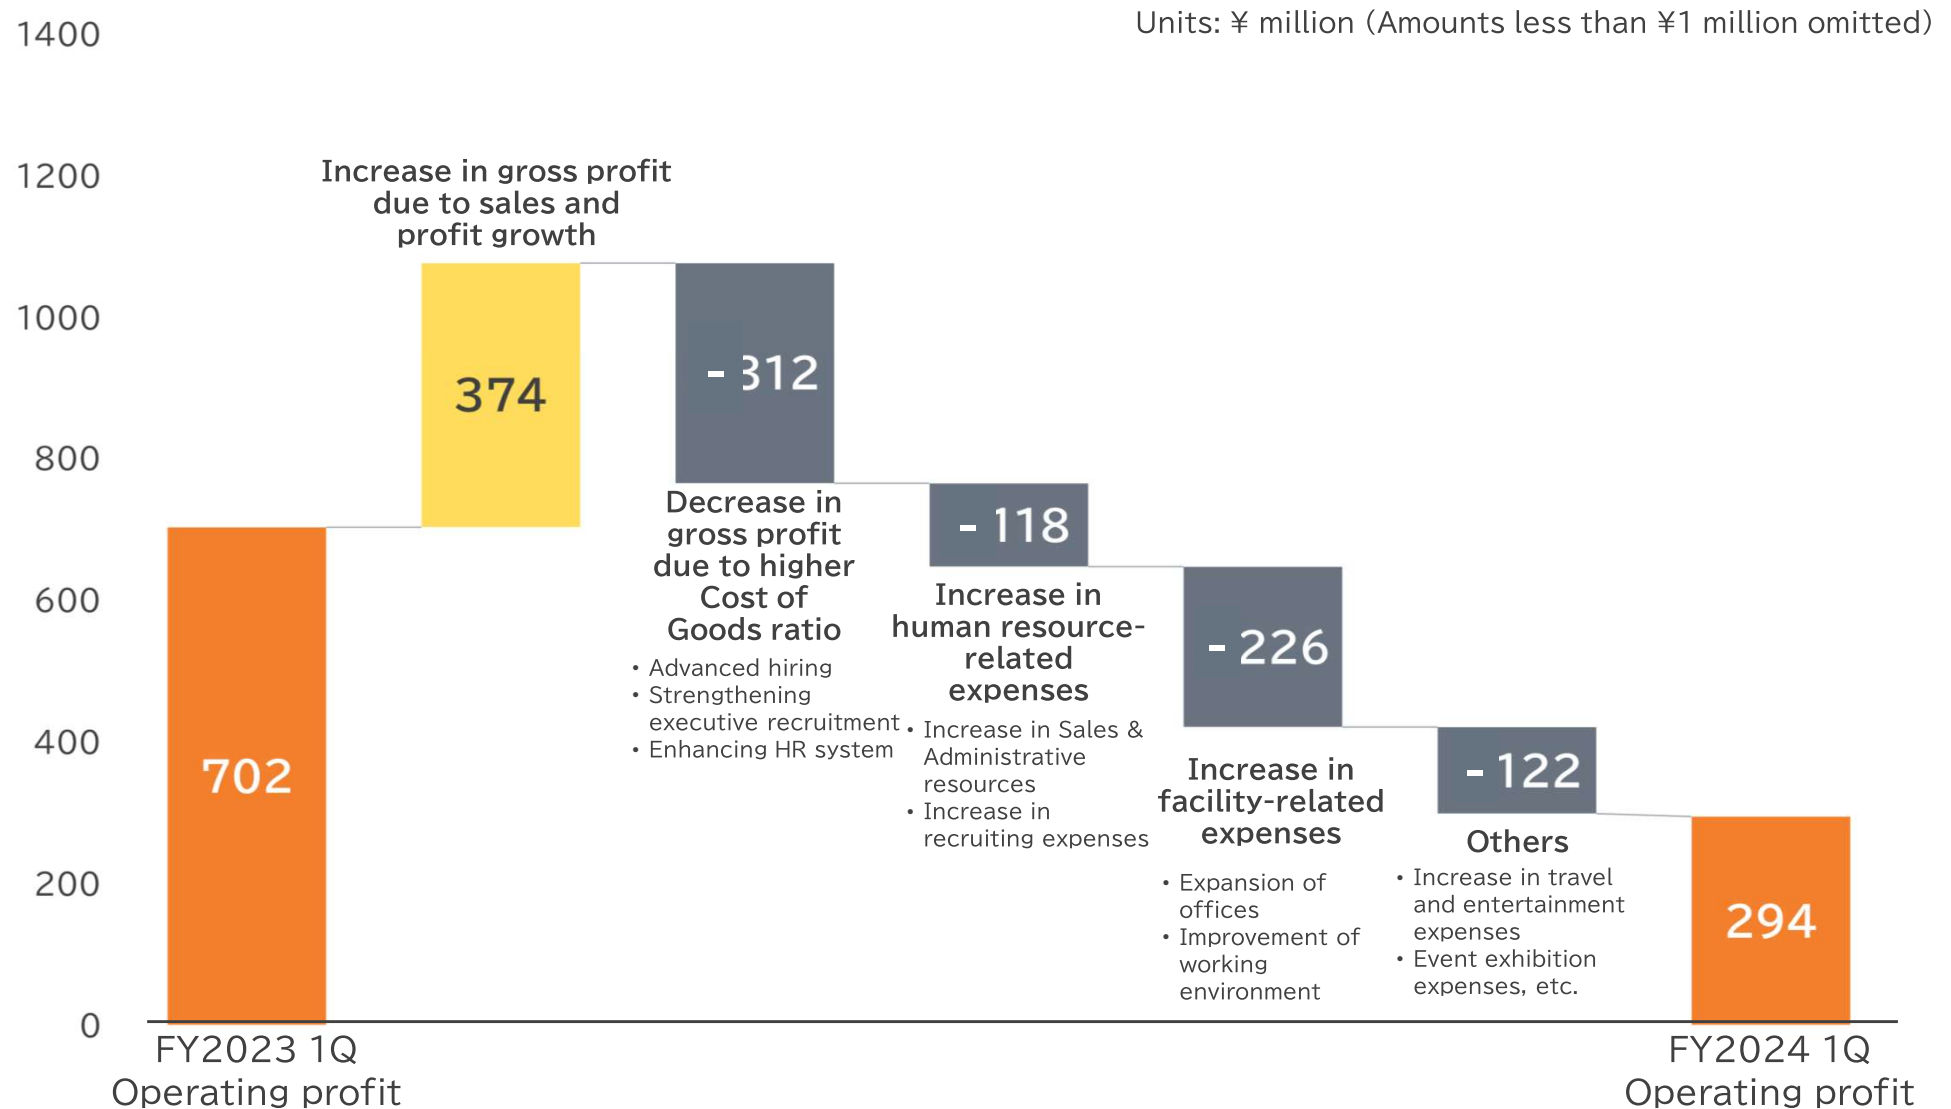 Units: ¥ million (Amounts less than ¥1 million omitted)
1400
1200
1000
800
600
400
200
0
702
FY2023 1Q
Operating profit
Increase in gross profit
due to sales and
profit growth
374
- 312
Decrease in
gross profit
due to higher
Cost of
Goods ratio
• Advanced hiring
• Strengthening
executive recruitment
• Enhancing HR system
- 118
Increase in
human resource-
related
expenses
• Increase in Sales &
Administrative
resources
• Increase in
recruiting expenses
- 226
Increase in
facility-related
expenses
• Expansion of
offices
• Improvement of
working
environment
- 122
Others
• Increase in travel
and entertainment
expenses
• Event exhibition
expenses, etc.
294
FY2024 1Q
Operating profit